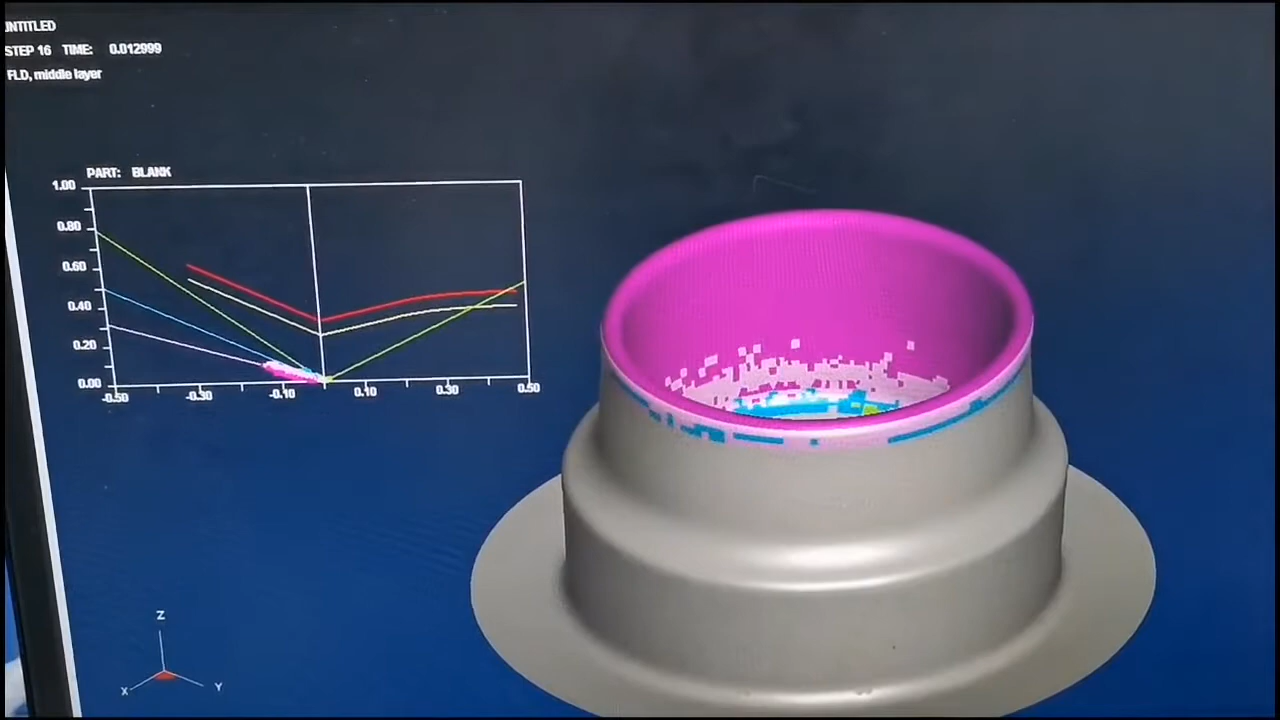 UNTITLED
STEP 16 TIME: 0.012999
FLD, middle layer
PART: BLANK
1.00
0.80
0.60
0.40
0.20
0.00
-0.50 -0.30 -0.10 0.10 0.30 0.50
Z
X Y